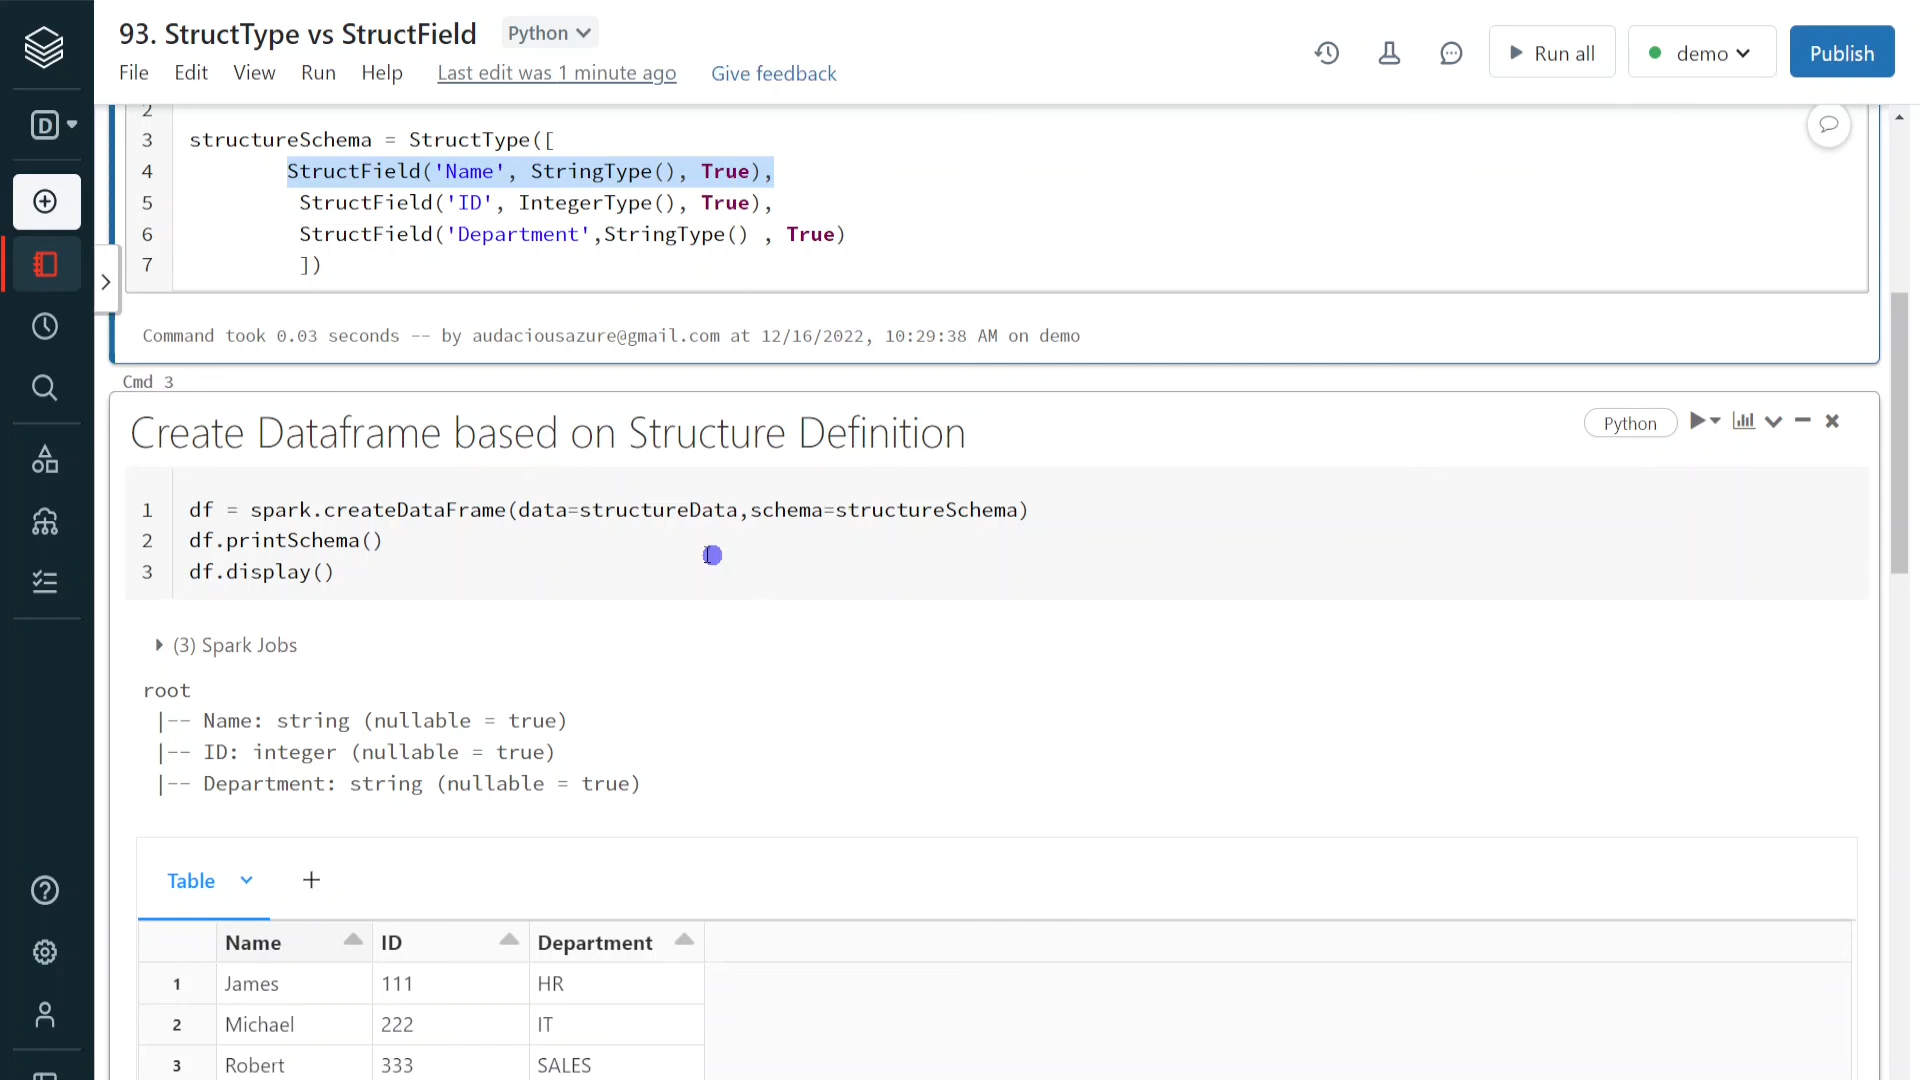 93. StructType vs StructField
Python
File Edit View Run Help Last edit was 1 minute ago Give feedback
Run all
demo
Publish
D
2
3 structureSchema = StructType([
4 StructField('Name', StringType(), True),
5 StructField('ID', IntegerType(), True),
6 StructField('Department',StringType() , True)
7 ])
Command took 0.03 seconds -- by audaciousazure@gmail.com at 12/16/2022, 10:29:38 AM on demo
Cmd 3
Create Dataframe based on Structure Definition
Python
1 df = spark.createDataFrame(data=structureData,schema=structureSchema)
2 df.printSchema()
3 df.display()
(3) Spark Jobs
root
|-- Name: string (nullable = true)
|-- ID: integer (nullable = true)
|-- Department: string (nullable = true)
Table +
Name ID Department
1 James 111 HR
2 Michael 222 IT
3 Robert 333 SALES